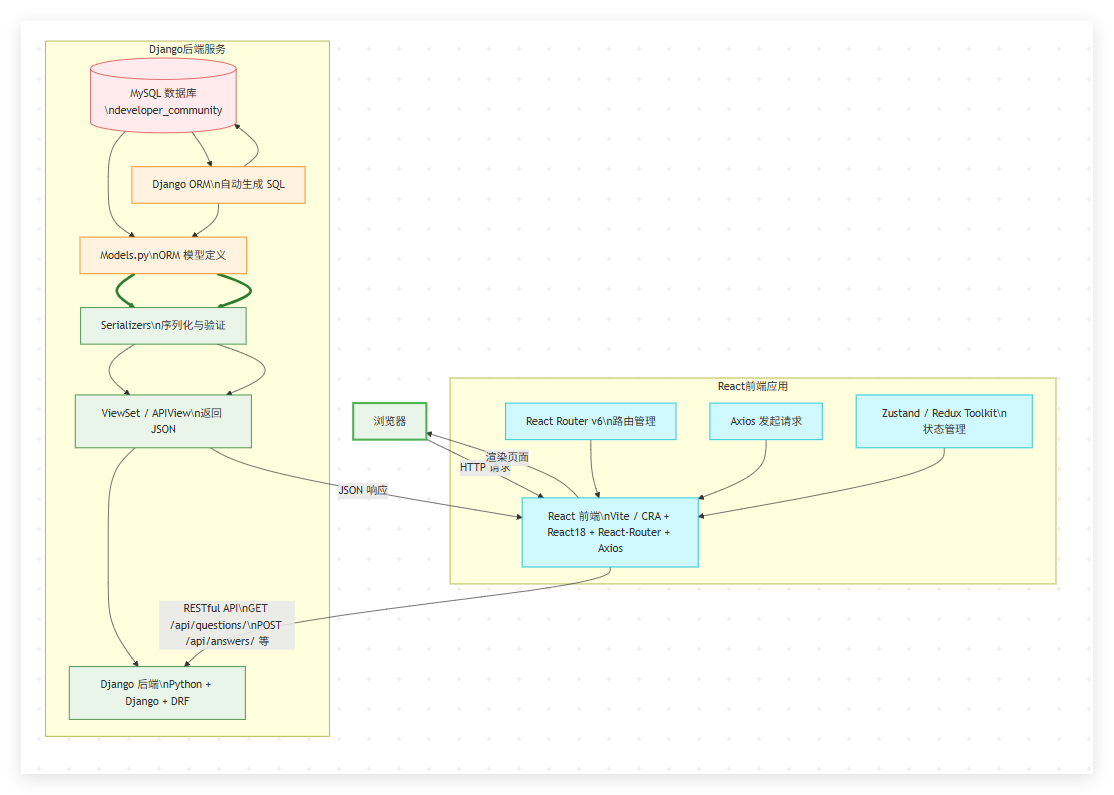 Django后端服务
MySQL 数据库
\ndeveloper_community
Django ORM\n自动生成 SQL
Models.py\nORM 模型定义
Serializers\n序列化与验证
ViewSet / APIView\n返回
JSON
React前端应用
浏览器
React Router v6\n路由管理
Axios 发起请求
Zustand / Redux Toolkit\n
状态管理
渲染页面
HTTP 请求
JSON 响应
React 前端\nVite / CRA +
React18 + React-Router +
Axios
RESTful API\nGET
/api/questions/\nPOST
/api/answers/ 等
Django 后端\nPython +
Django + DRF